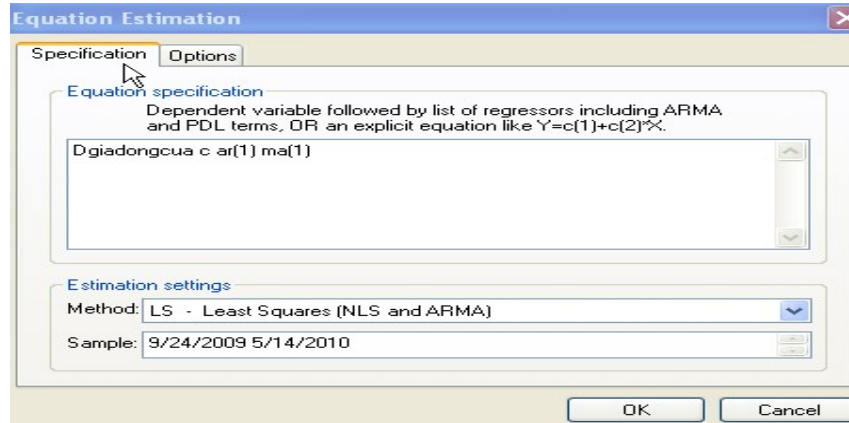 Equation Estimation
Specification Options
Equation specification
Dependent variable followed by list of regressors including ARMA
and PDL terms, OR an explicit equation like Y=c(1)+c(2)*X.
Dgiadongcua c ar(1) ma(1)
Estimation settings
Method: LS - Least Squares (NLS and ARMA)
Sample: 9/24/2009 5/14/2010
OK Cancel